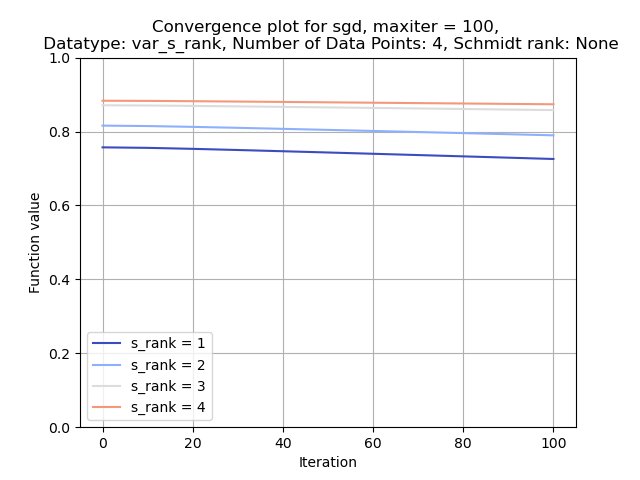 Convergence plot for sgd, maxiter = 100,
Datatype: var_s_rank, Number of Data Points: 4, Schmidt rank: None
1.0
0.8
0.6
0.4
0.2
0.0
Function value
s_rank = 1
s_rank = 2
s_rank = 3
s_rank = 4
0 20 40 60 80 100
Iteration